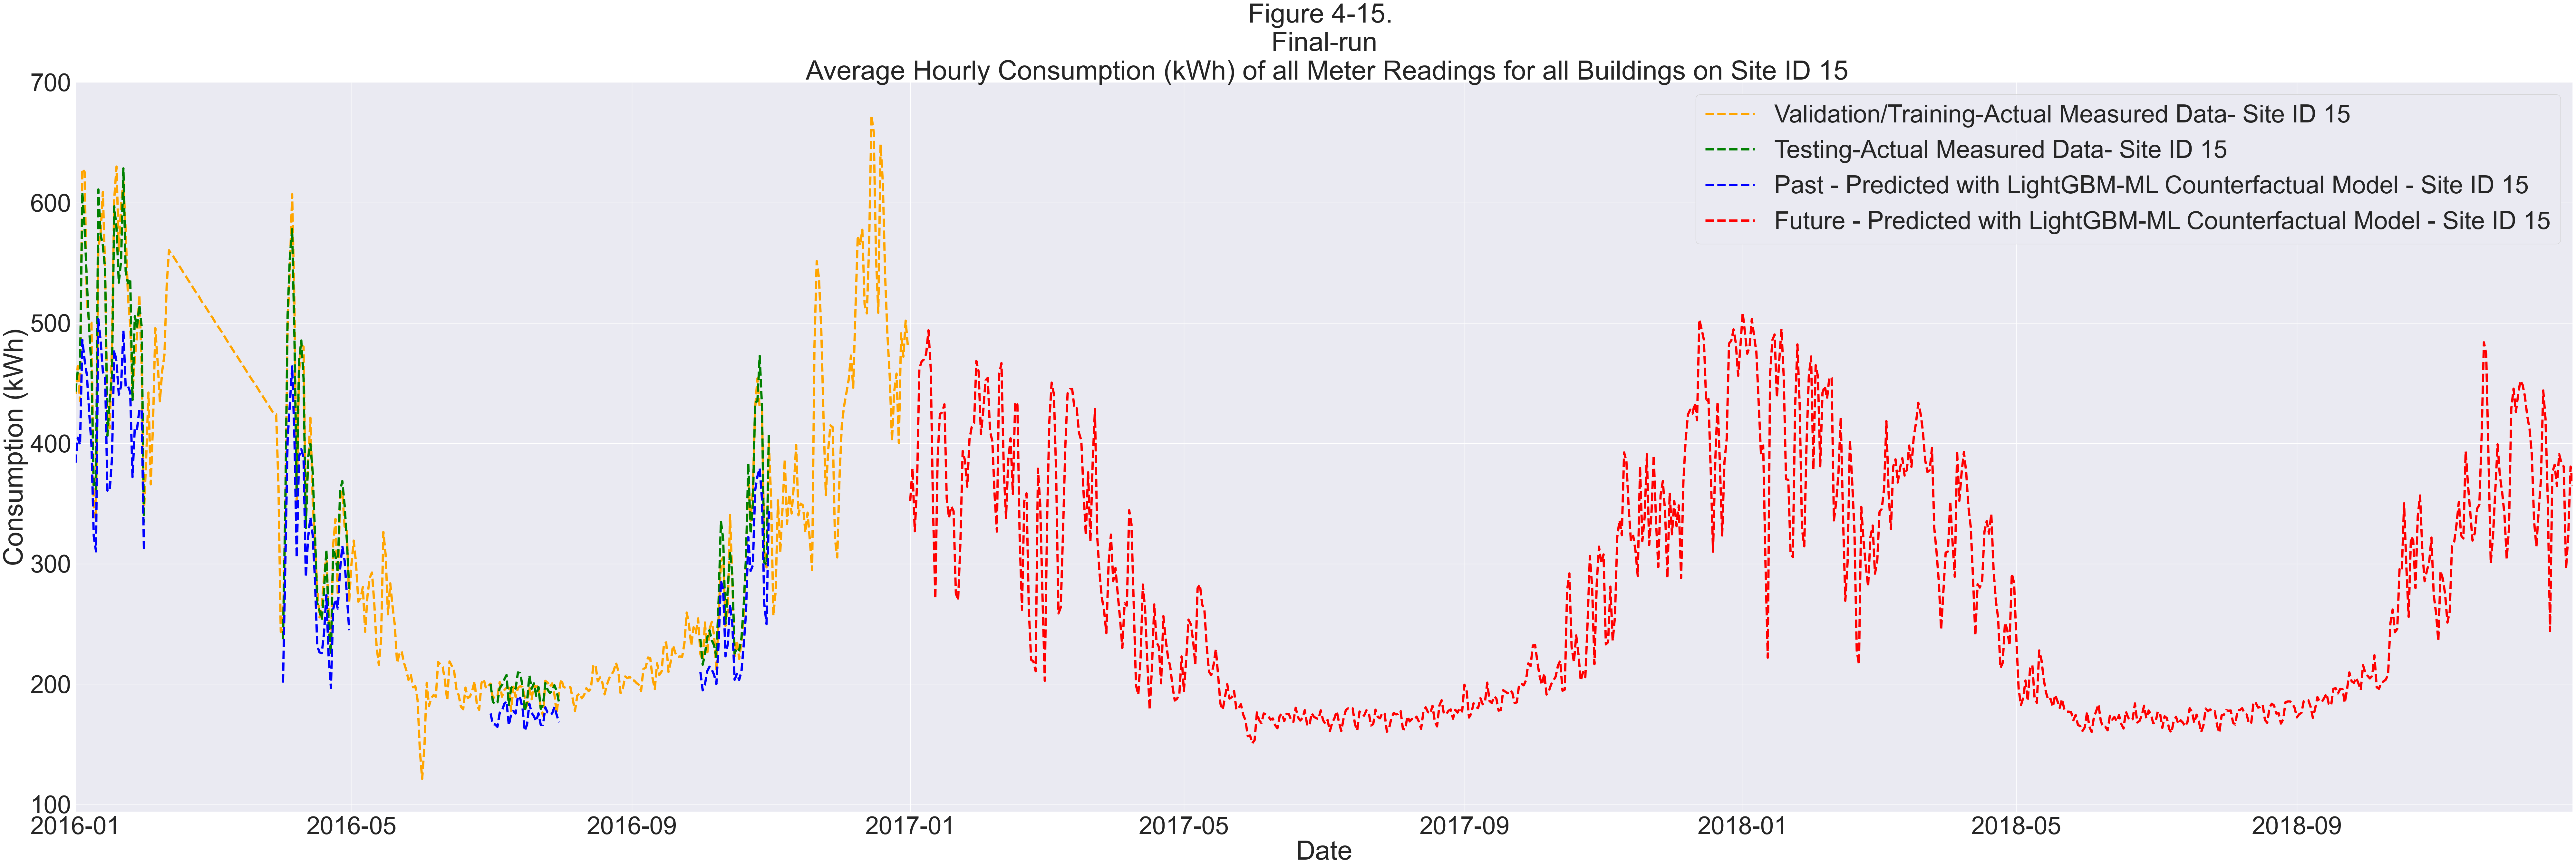 Figure 4-15.
Final-run
Average Hourly Consumption (kWh) of all Meter Readings for all Buildings on Site ID 15
Validation/Training-Actual Measured Data- Site ID 15
Testing-Actual Measured Data- Site ID 15
Past - Predicted with LightGBM-ML Counterfactual Model - Site ID 15
Future - Predicted with LightGBM-ML Counterfactual Model - Site ID 15
Consumption (kWh)
700
600
500
400
300
200
100
2016-01 2016-05 2016-09 2017-01 2017-05 2017-09 2018-01 2018-05 2018-09
Date